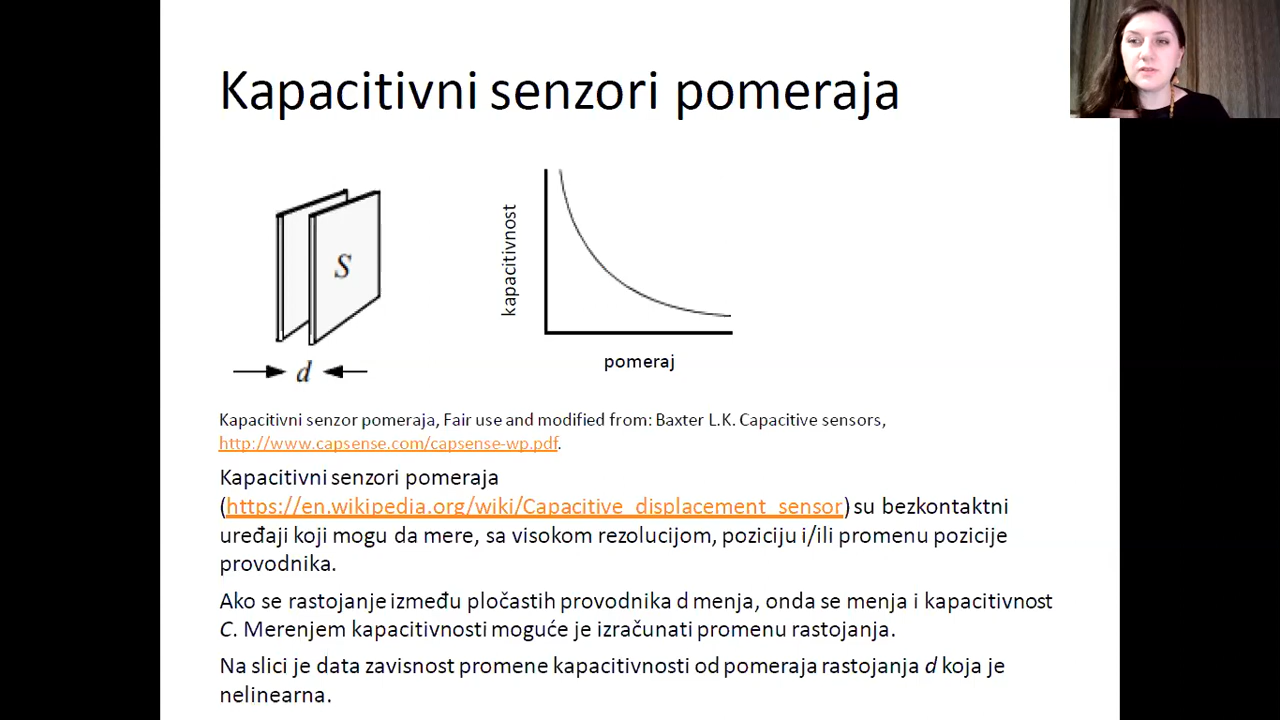 Kapacitivni senzori pomeraja
S
d
kapacitivnost
pomeraj
Kapacitivni senzor pomeraja, Fair use and modified from: Baxter L.K. Capacitive sensors,
http://www.capsense.com/capsense-wp.pdf.
Kapacitivni senzori pomeraja
(https://en.wikipedia.org/wiki/Capacitive_displacement_sensor) su bezkontaktni
uređaji koji mogu da mere, sa visokom rezolucijom, poziciju i/ili promenu pozicije
provodnika.
Ako se rastojanje između pločastih provodnika d menja, onda se menja i kapacitivnost
C. Merenjem kapacitivnosti moguće je izračunati promenu rastojanja.
Na slici je data zavisnost promene kapacitivnosti od pomeraja rastojanja d koja je
nelinearna.